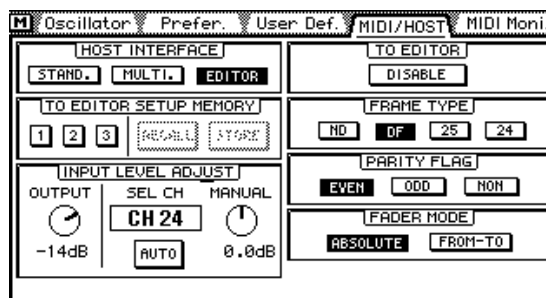 M Oscillator Prefer. User Def. MIDI/HOST MIDI Moni
HOST INTERFACE
STAND. MULTI. EDITOR
TO EDITOR SETUP MEMORY
1 2 3 RECALL STORE
INPUT LEVEL ADJUST
OUTPUT SEL CH MANUAL
CH 24
-14dB AUTO 0.0dB
TO EDITOR
DISABLE
FRAME TYPE
ND DF 25 24
PARITY FLAG
EVEN ODD NON
FADER MODE
ABSOLUTE FROM-TO